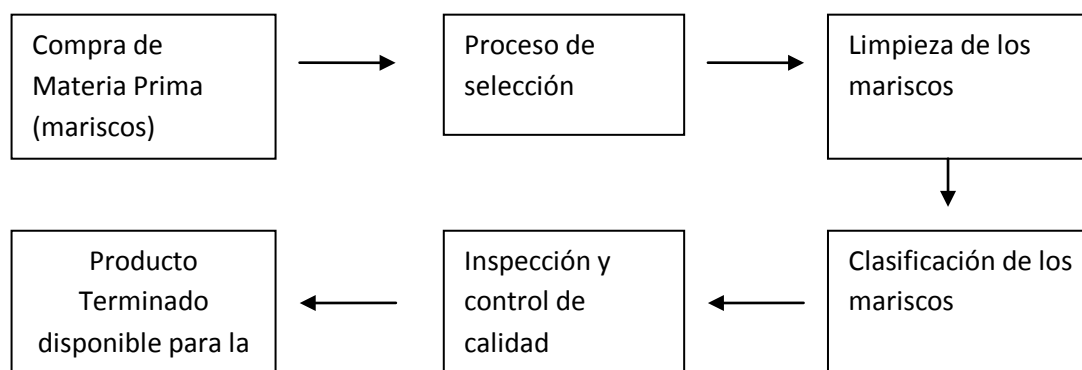 Compra de
Materia Prima
(mariscos)
Proceso de
selección
Limpieza de los
mariscos
Clasificación de los
mariscos
Inspección y
control de
calidad
Producto
Terminado
disponible para la